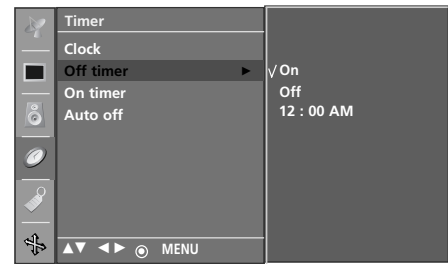 Timer
Clock
Off timer ►
On timer
Auto off
▲▼ ◄► ⊙ MENU
√ On
Off
12 : 00 AM